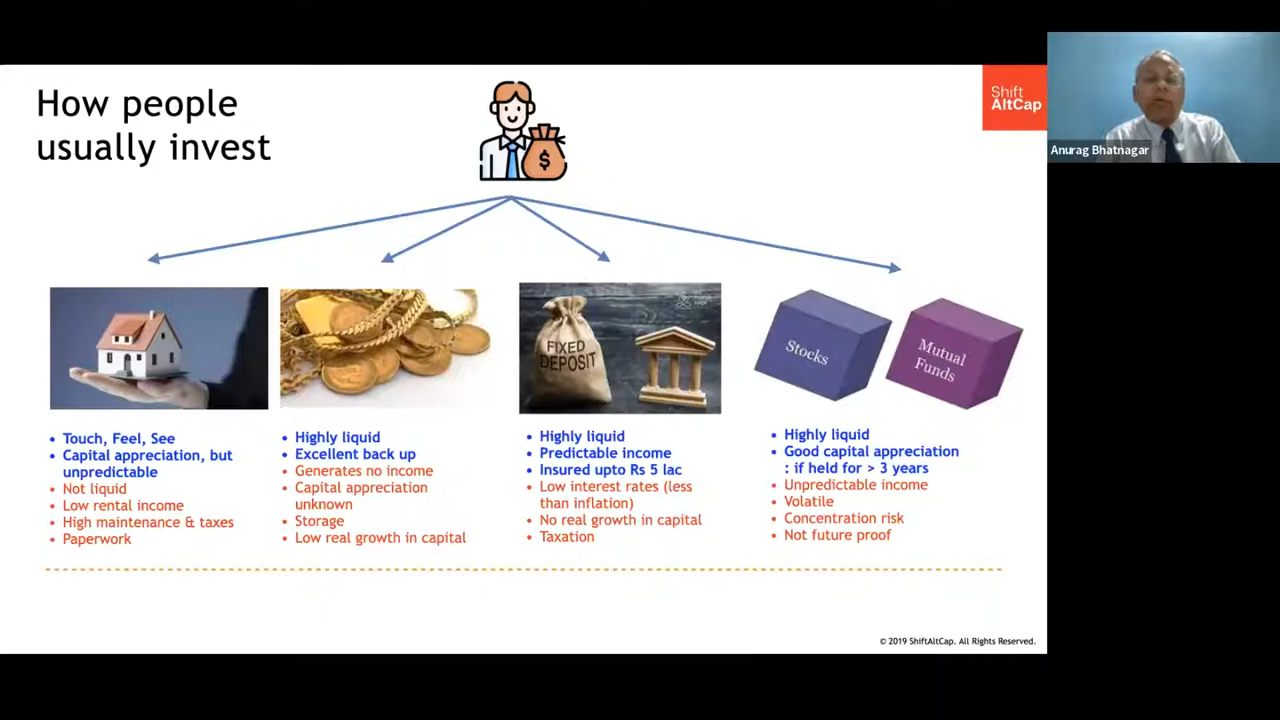 How people
usually invest
Shift
AltCap
Anurag Bhatnagar
FIXED
DEPOSIT
Stocks
Mutual
Funds
• Touch, Feel, See
• Capital appreciation, but
unpredictable
• Not liquid
• Low rental income
• High maintenance & taxes
• Paperwork
• Highly liquid
• Excellent back up
• Generates no income
• Capital appreciation
unknown
• Storage
• Low real growth in capital
• Highly liquid
• Predictable income
• Insured upto Rs 5 lac
• Low interest rates (less
than inflation)
• No real growth in capital
• Taxation
• Highly liquid
• Good capital appreciation
: if held for > 3 years
• Unpredictable income
• Volatile
• Concentration risk
• Not future proof
© 2019 ShiftAltCap. All Rights Reserved.